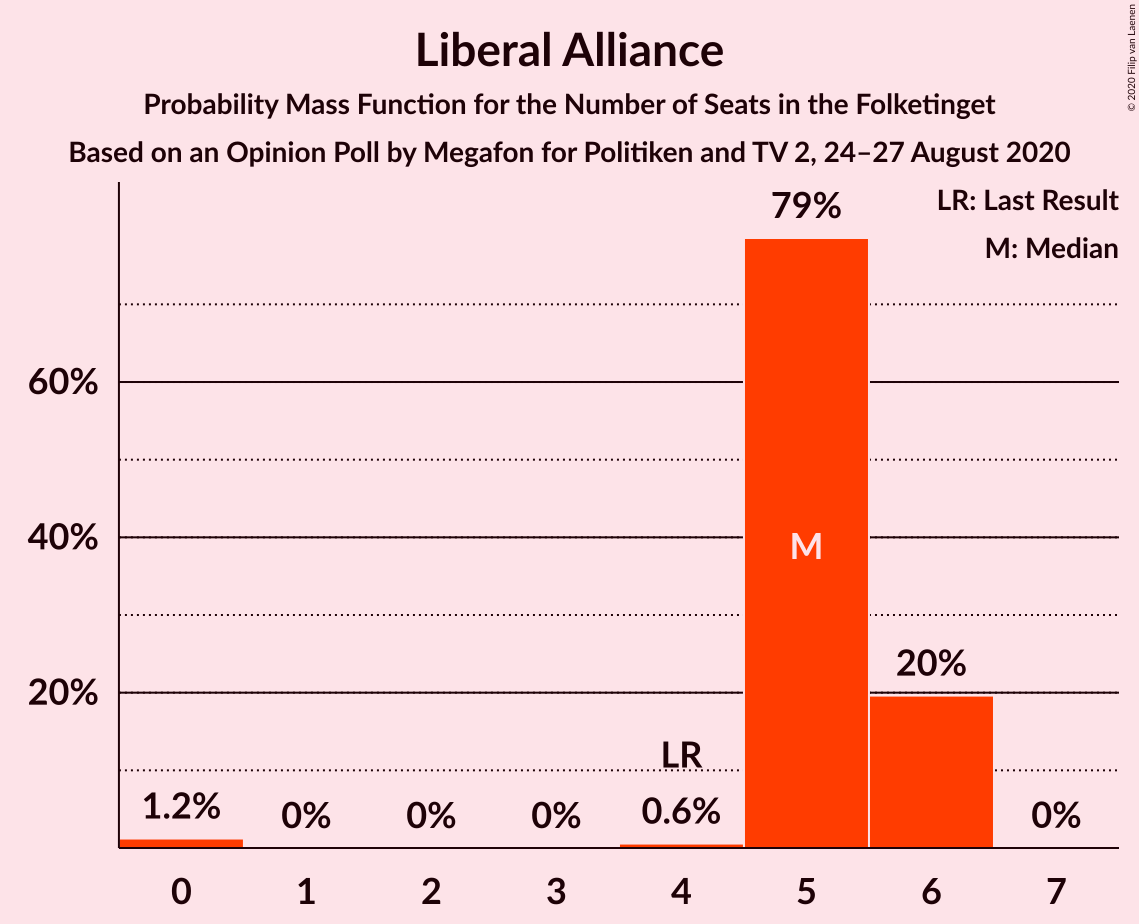 Liberal Alliance
Probability Mass Function for the Number of Seats in the Folketinget
Based on an Opinion Poll by Megafon for Politiken and TV 2, 24–27 August 2020
© 2020 Filip van Laenen
LR: Last Result
M: Median
79%
60%
40%
M
20%
20%
LR
1.2%
0%
0%
0%
0.6%
0%
0
1
2
3
4
5
6
7